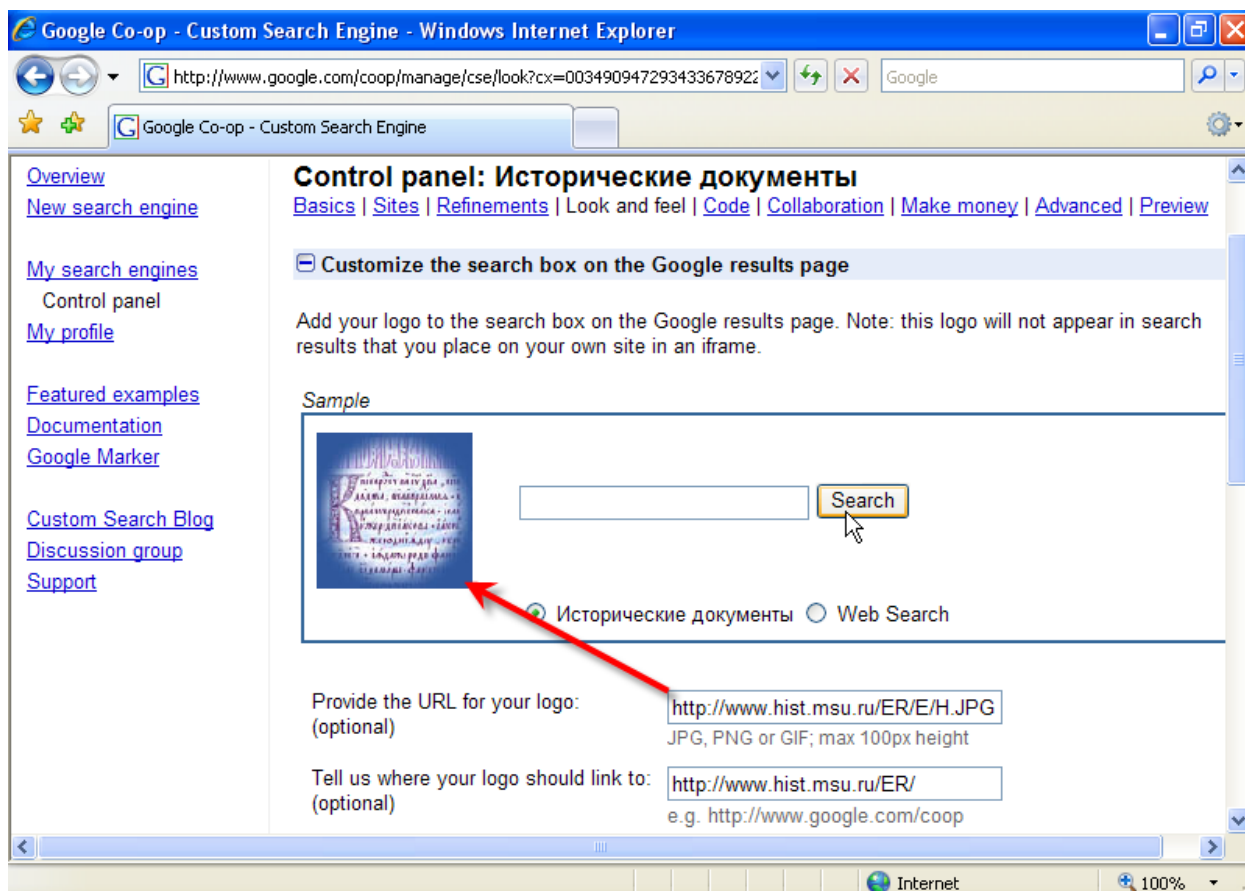 Google Co-op - Custom Search Engine - Windows Internet Explorer
http://www.google.com/coop/manage/cse/look?cx=003490947293433678922
Google
Google Co-op - Custom Search Engine
Overview
New search engine
My search engines
Control panel
My profile
Featured examples
Documentation
Google Marker
Custom Search Blog
Discussion group
Support
Control panel: Исторические документы
Basics | Sites | Refinements | Look and feel | Code | Collaboration | Make money | Advanced | Preview
Customize the search box on the Google results page
Add your logo to the search box on the Google results page. Note: this logo will not appear in search
results that you place on your own site in an iframe.
Sample
Search
Исторические документы Web Search
Provide the URL for your logo:
(optional)
http://www.hist.msu.ru/ER/E/H.JPG
JPG, PNG or GIF; max 100px height
Tell us where your logo should link to:
(optional)
http://www.hist.msu.ru/ER/
e.g. http://www.google.com/coop
Internet
100%